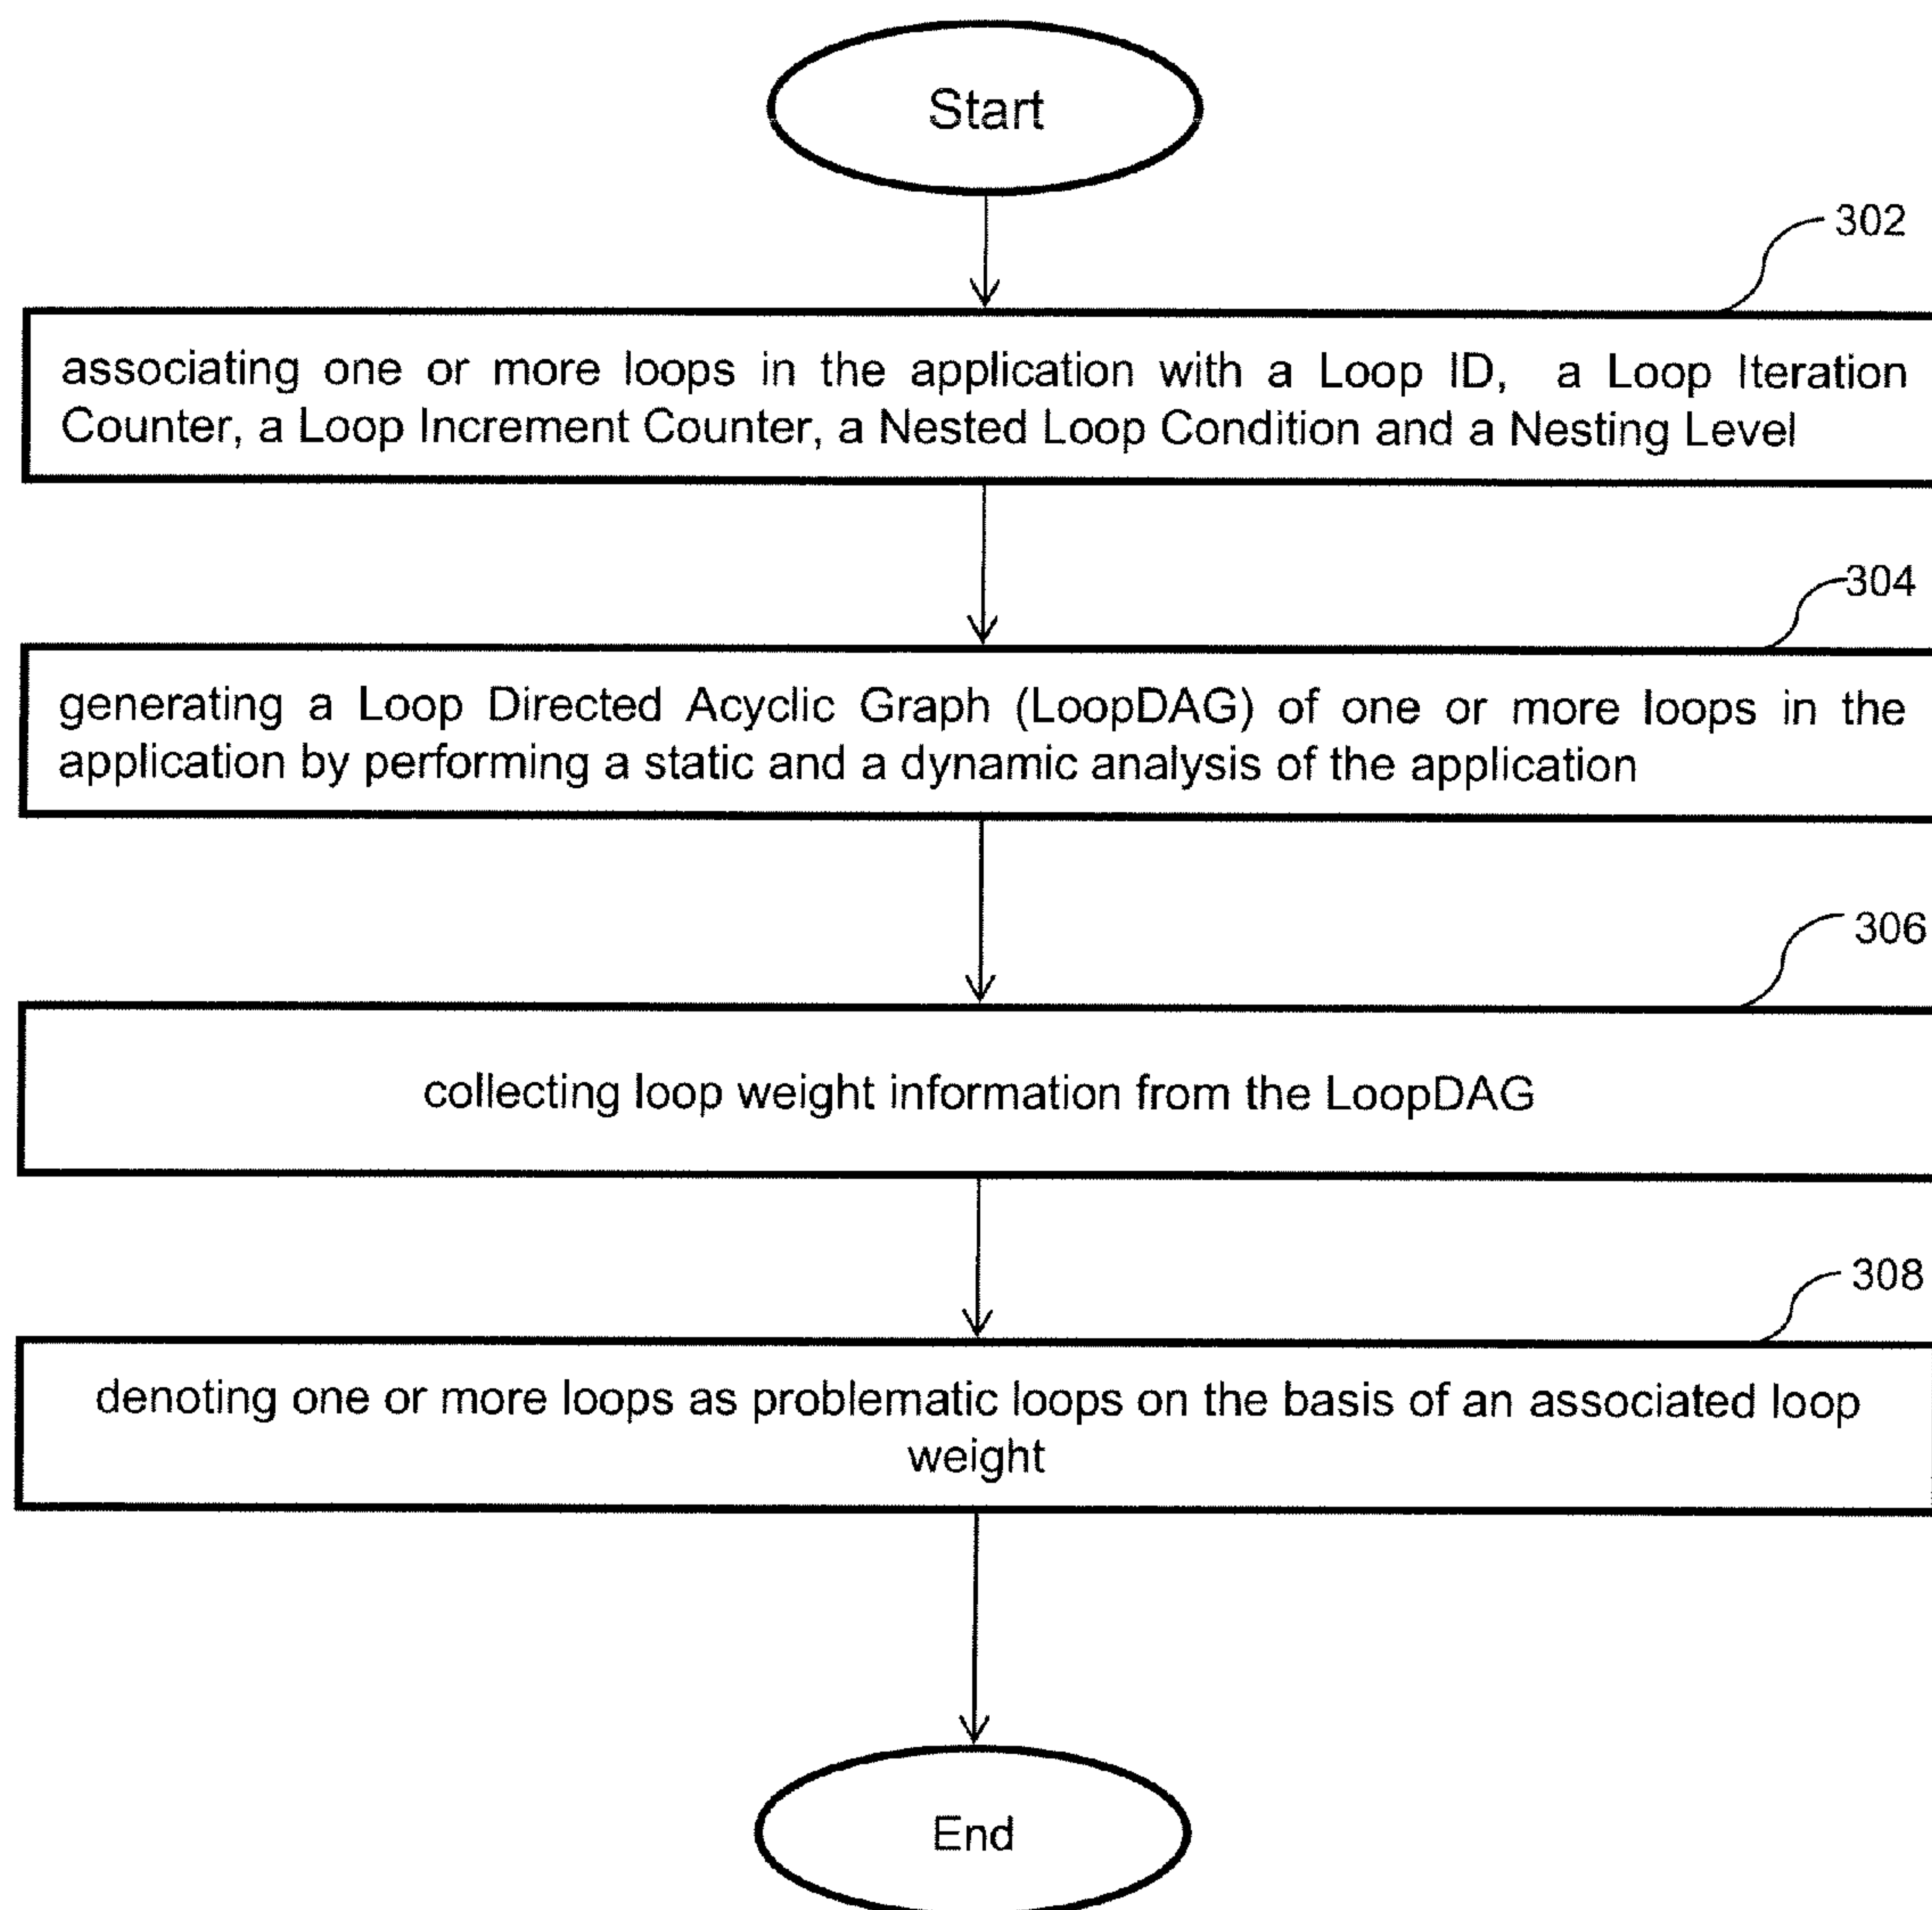 Start
302
associating one or more loops in the application with a Loop ID, a Loop Iteration
Counter, a Loop Increment Counter, a Nested Loop Condition and a Nesting Level
304
generating a Loop Directed Acyclic Graph (LoopDAG) of one or more loops in the
application by performing a static and a dynamic analysis of the application
306
collecting loop weight information from the LoopDAG
308
denoting one or more loops as problematic loops on the basis of an associated loop
weight
End